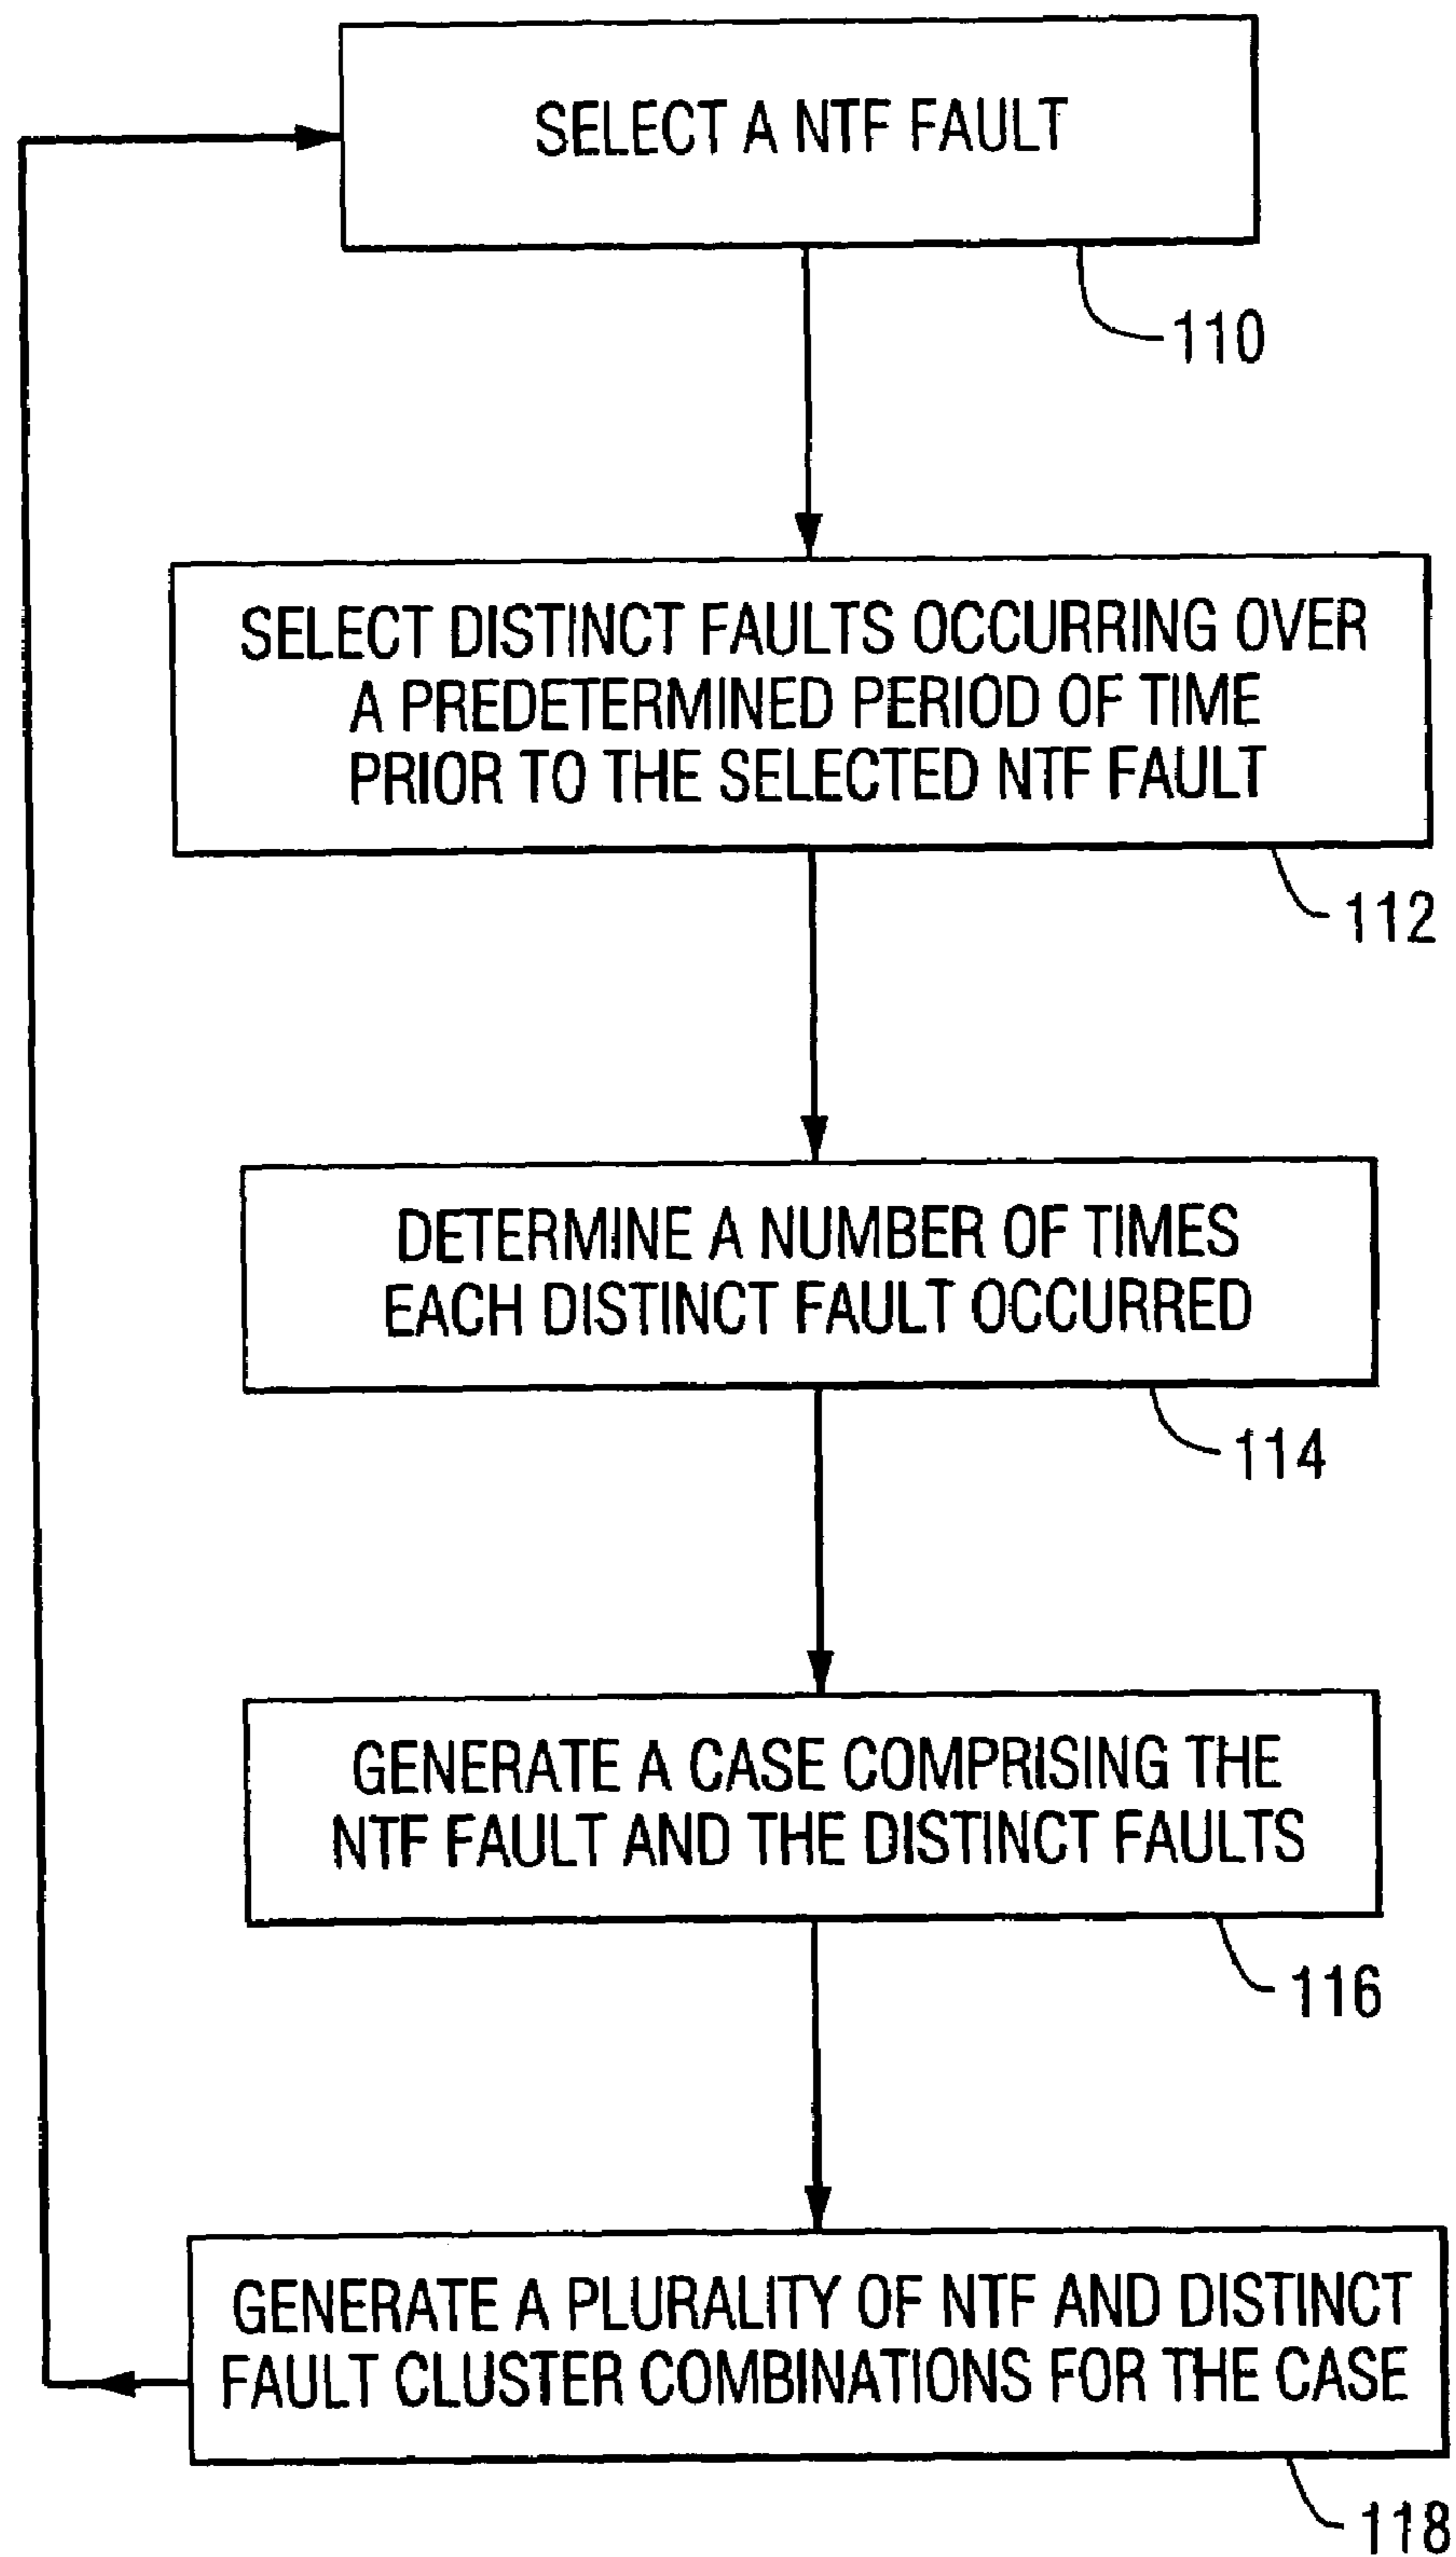 SELECT A NTF FAULT
110
SELECT DISTINCT FAULTS OCCURRING OVER
A PREDETERMINED PERIOD OF TIME
PRIOR TO THE SELECTED NTF FAULT
112
DETERMINE A NUMBER OF TIMES
EACH DISTINCT FAULT OCCURRED
114
GENERATE A CASE COMPRISING THE
NTF FAULT AND THE DISTINCT FAULTS
116
GENERATE A PLURALITY OF NTF AND DISTINCT
FAULT CLUSTER COMBINATIONS FOR THE CASE
118